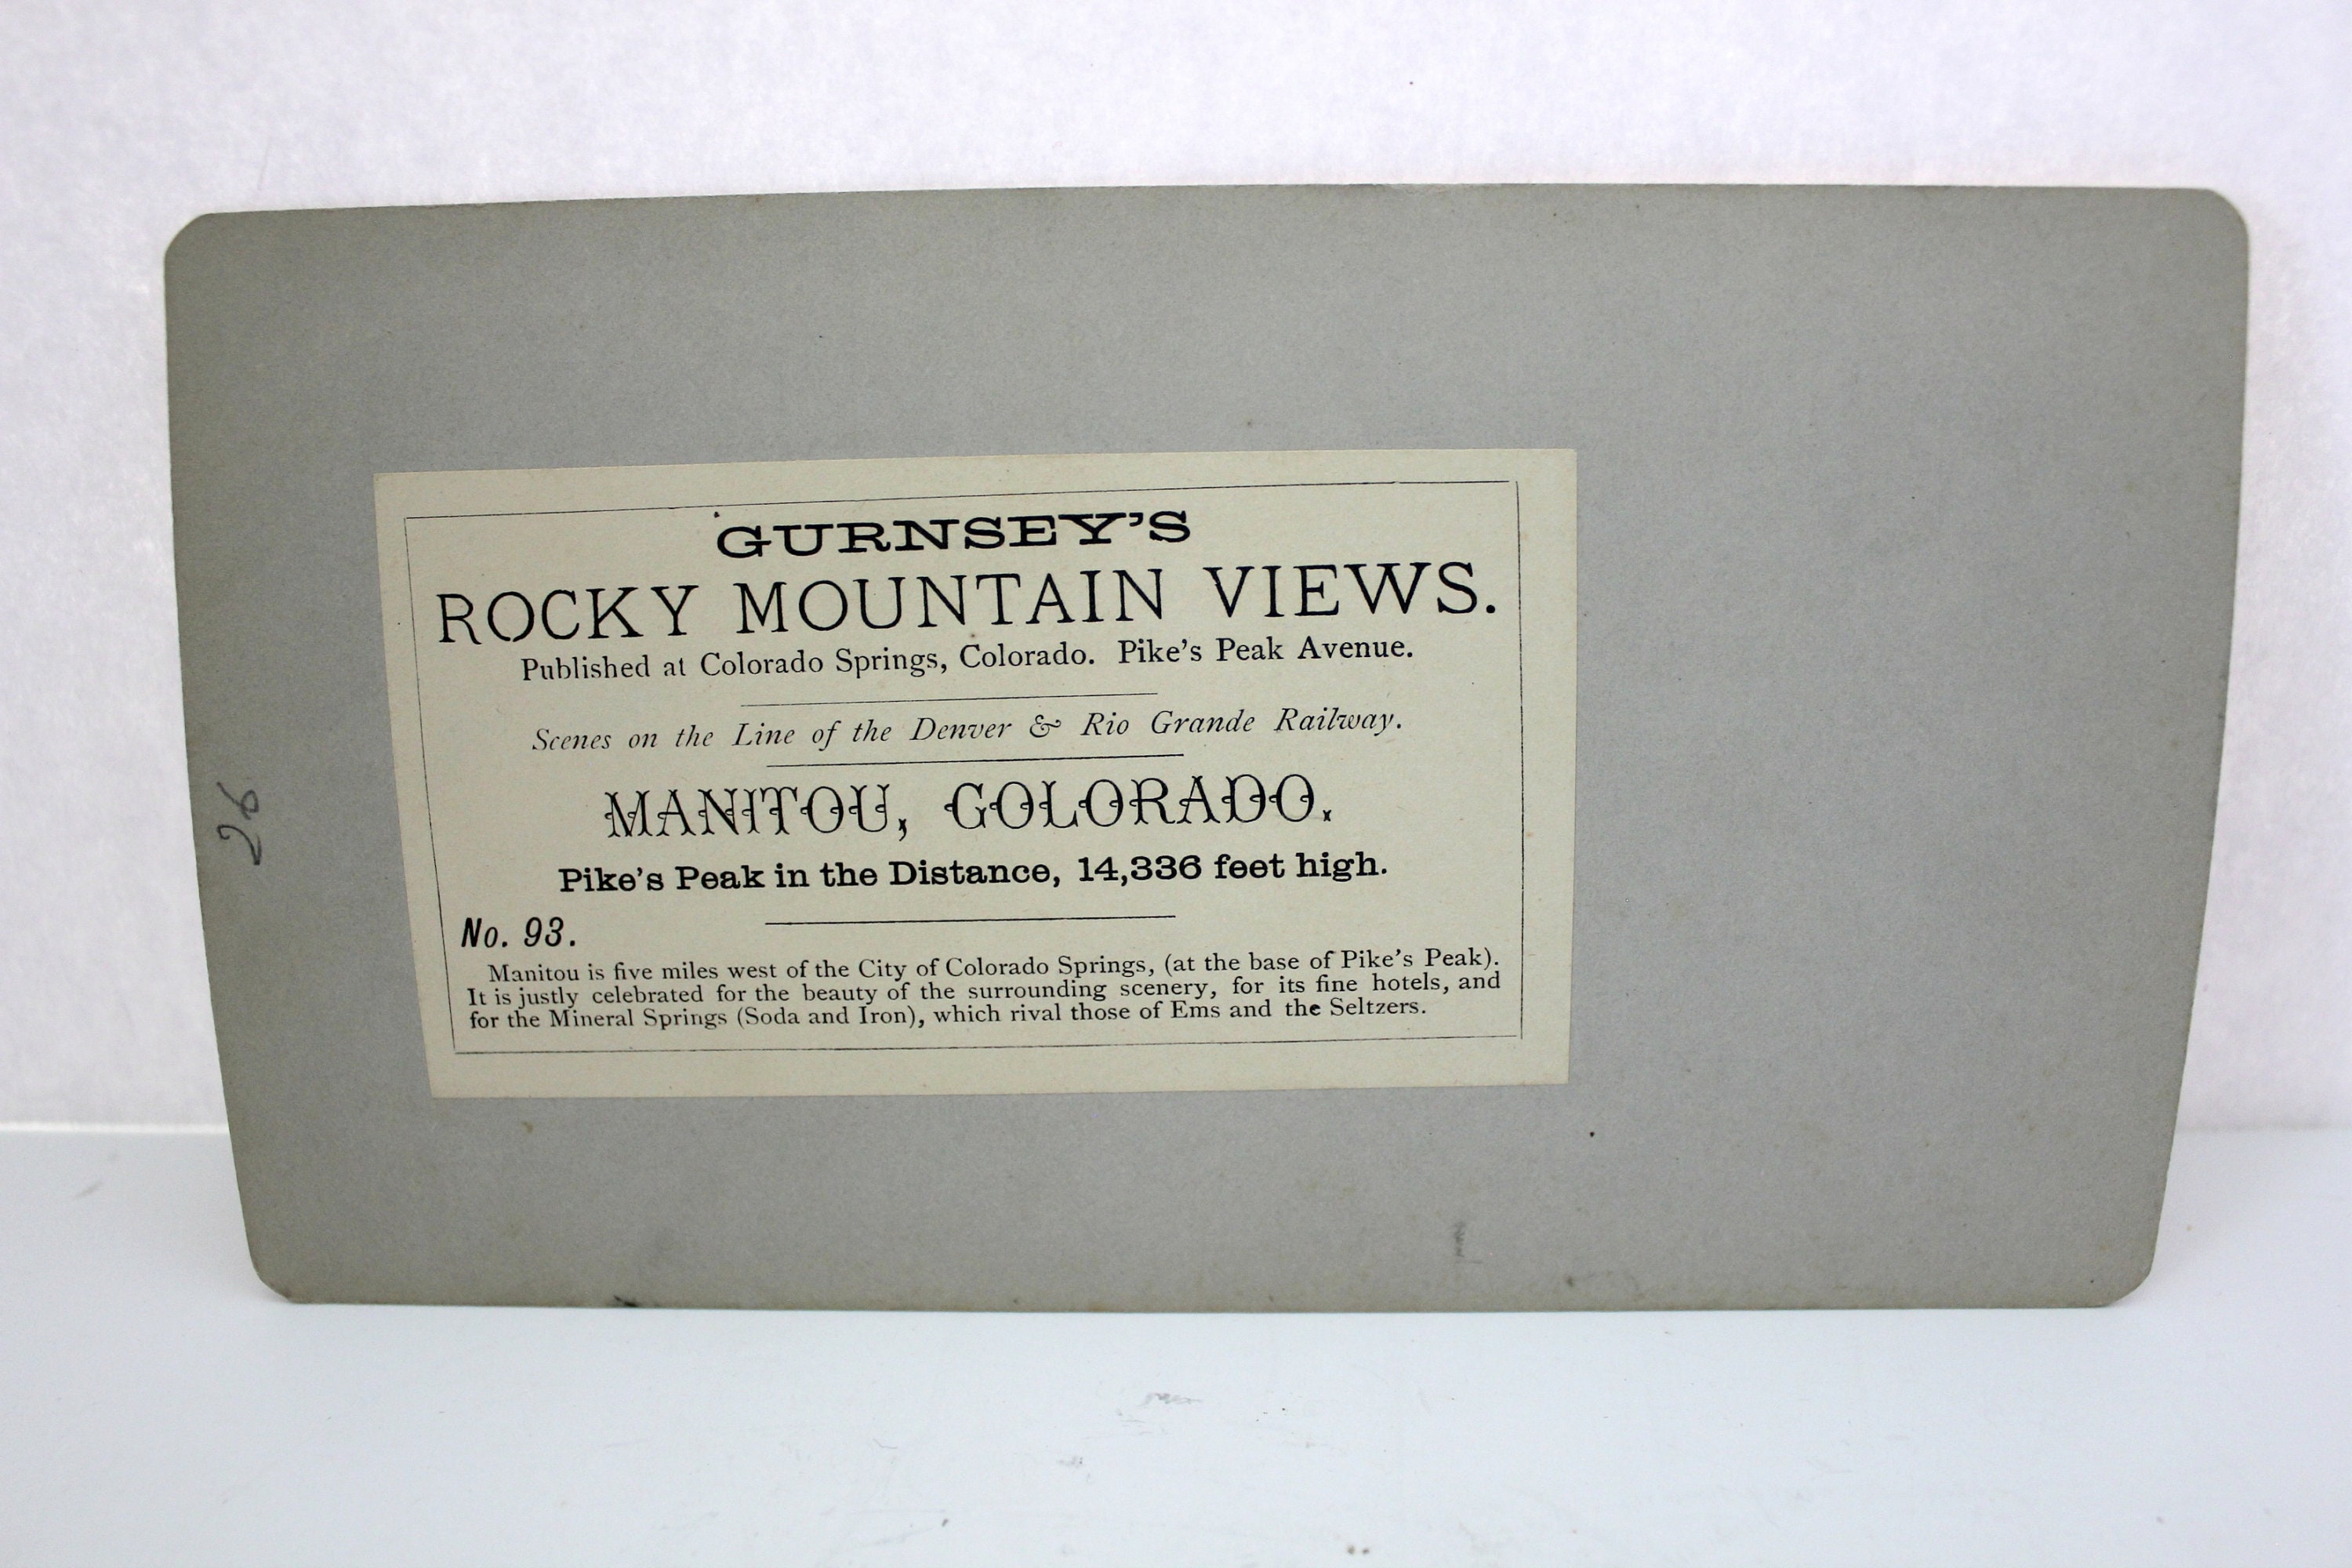 GURNSEY'S
ROCKY MOUNTAIN VIEWS.
Published at Colorado Springs, Colorado. Pike's Peak Avenue.
Scenes on the Line of the Denver & Rio Grande Railway.
MANITOU, COLORADO.
Pike's Peak in the Distance, 14,336 feet high.
No. 93.
Manitou is five miles west of the City of Colorado Springs, (at the base of Pike's Peak).
It is justly celebrated for the beauty of the surrounding scenery, for its fine hotels, and
for the Mineral Springs (Soda and Iron), which rival those of Ems and the Seltzers.
26